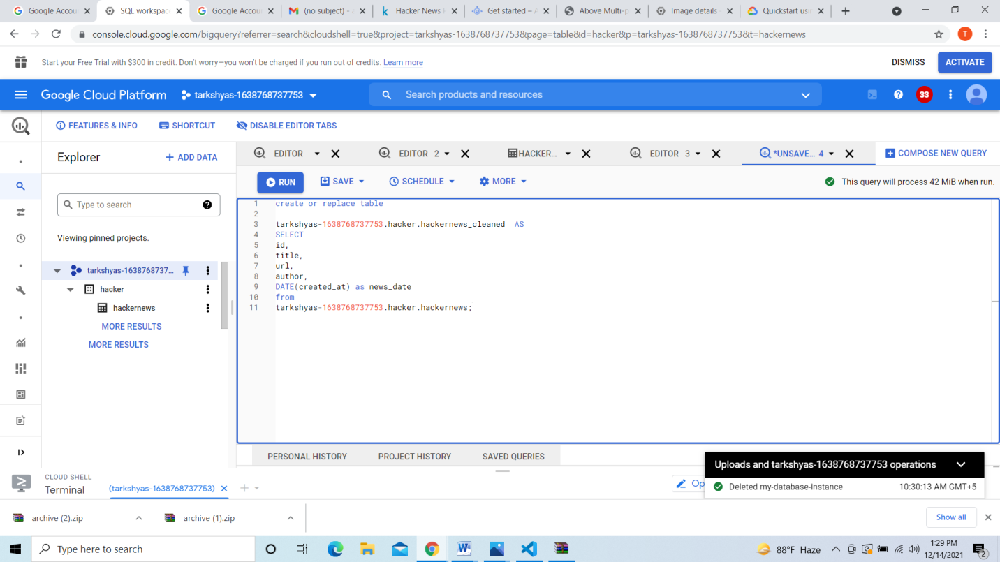 Google Accou
SQL workspac
Google Accou
(no subject) -
Hacker News
Get started –
Above Multi-p
Image details
Quickstart usi
console.cloud.google.com/bigquery?referrer=search&cloudshell=true&project=tarkshyas-1638768737753&page=table&d=hacker&p=tarkshyas-1638768737753&t=hackernews
T
Start your Free Trial with $300 in credit. Don't worry—you won't be charged if you run out of credits. Learn more
DISMISS
ACTIVATE
Google Cloud Platform
tarkshyas-1638768737753
Search products and resources
33
FEATURES & INFO
SHORTCUT
DISABLE EDITOR TABS
Explorer
+ ADD DATA
EDITOR
EDITOR 2
HACKER...
EDITOR 3
*UNSAVE... 4
COMPOSE NEW QUERY
RUN
SAVE
SCHEDULE
MORE
This query will process 42 MiB when run.
Type to search
Viewing pinned projects.
tarkshyas-163876873...
hacker
hackernews
MORE RESULTS
MORE RESULTS
1 create or replace table
2
3 tarkshyas-1638768737753.hacker.hackernews_cleaned AS
4 SELECT
5 id,
6 title,
7 url,
8 author,
9 DATE(created_at) as news_date
10 from
11 tarkshyas-1638768737753.hacker.hackernews;
PERSONAL HISTORY
PROJECT HISTORY
SAVED QUERIES
Uploads and tarkshyas-1638768737753 operations
Deleted my-database-instance
10:30:13 AM GMT+5
CLOUD SHELL
Terminal
(tarkshyas-1638768737753)
Op
archive (2).zip
archive (1).zip
Show all
Type here to search
88°F Haze
1:29 PM
12/14/2021
2